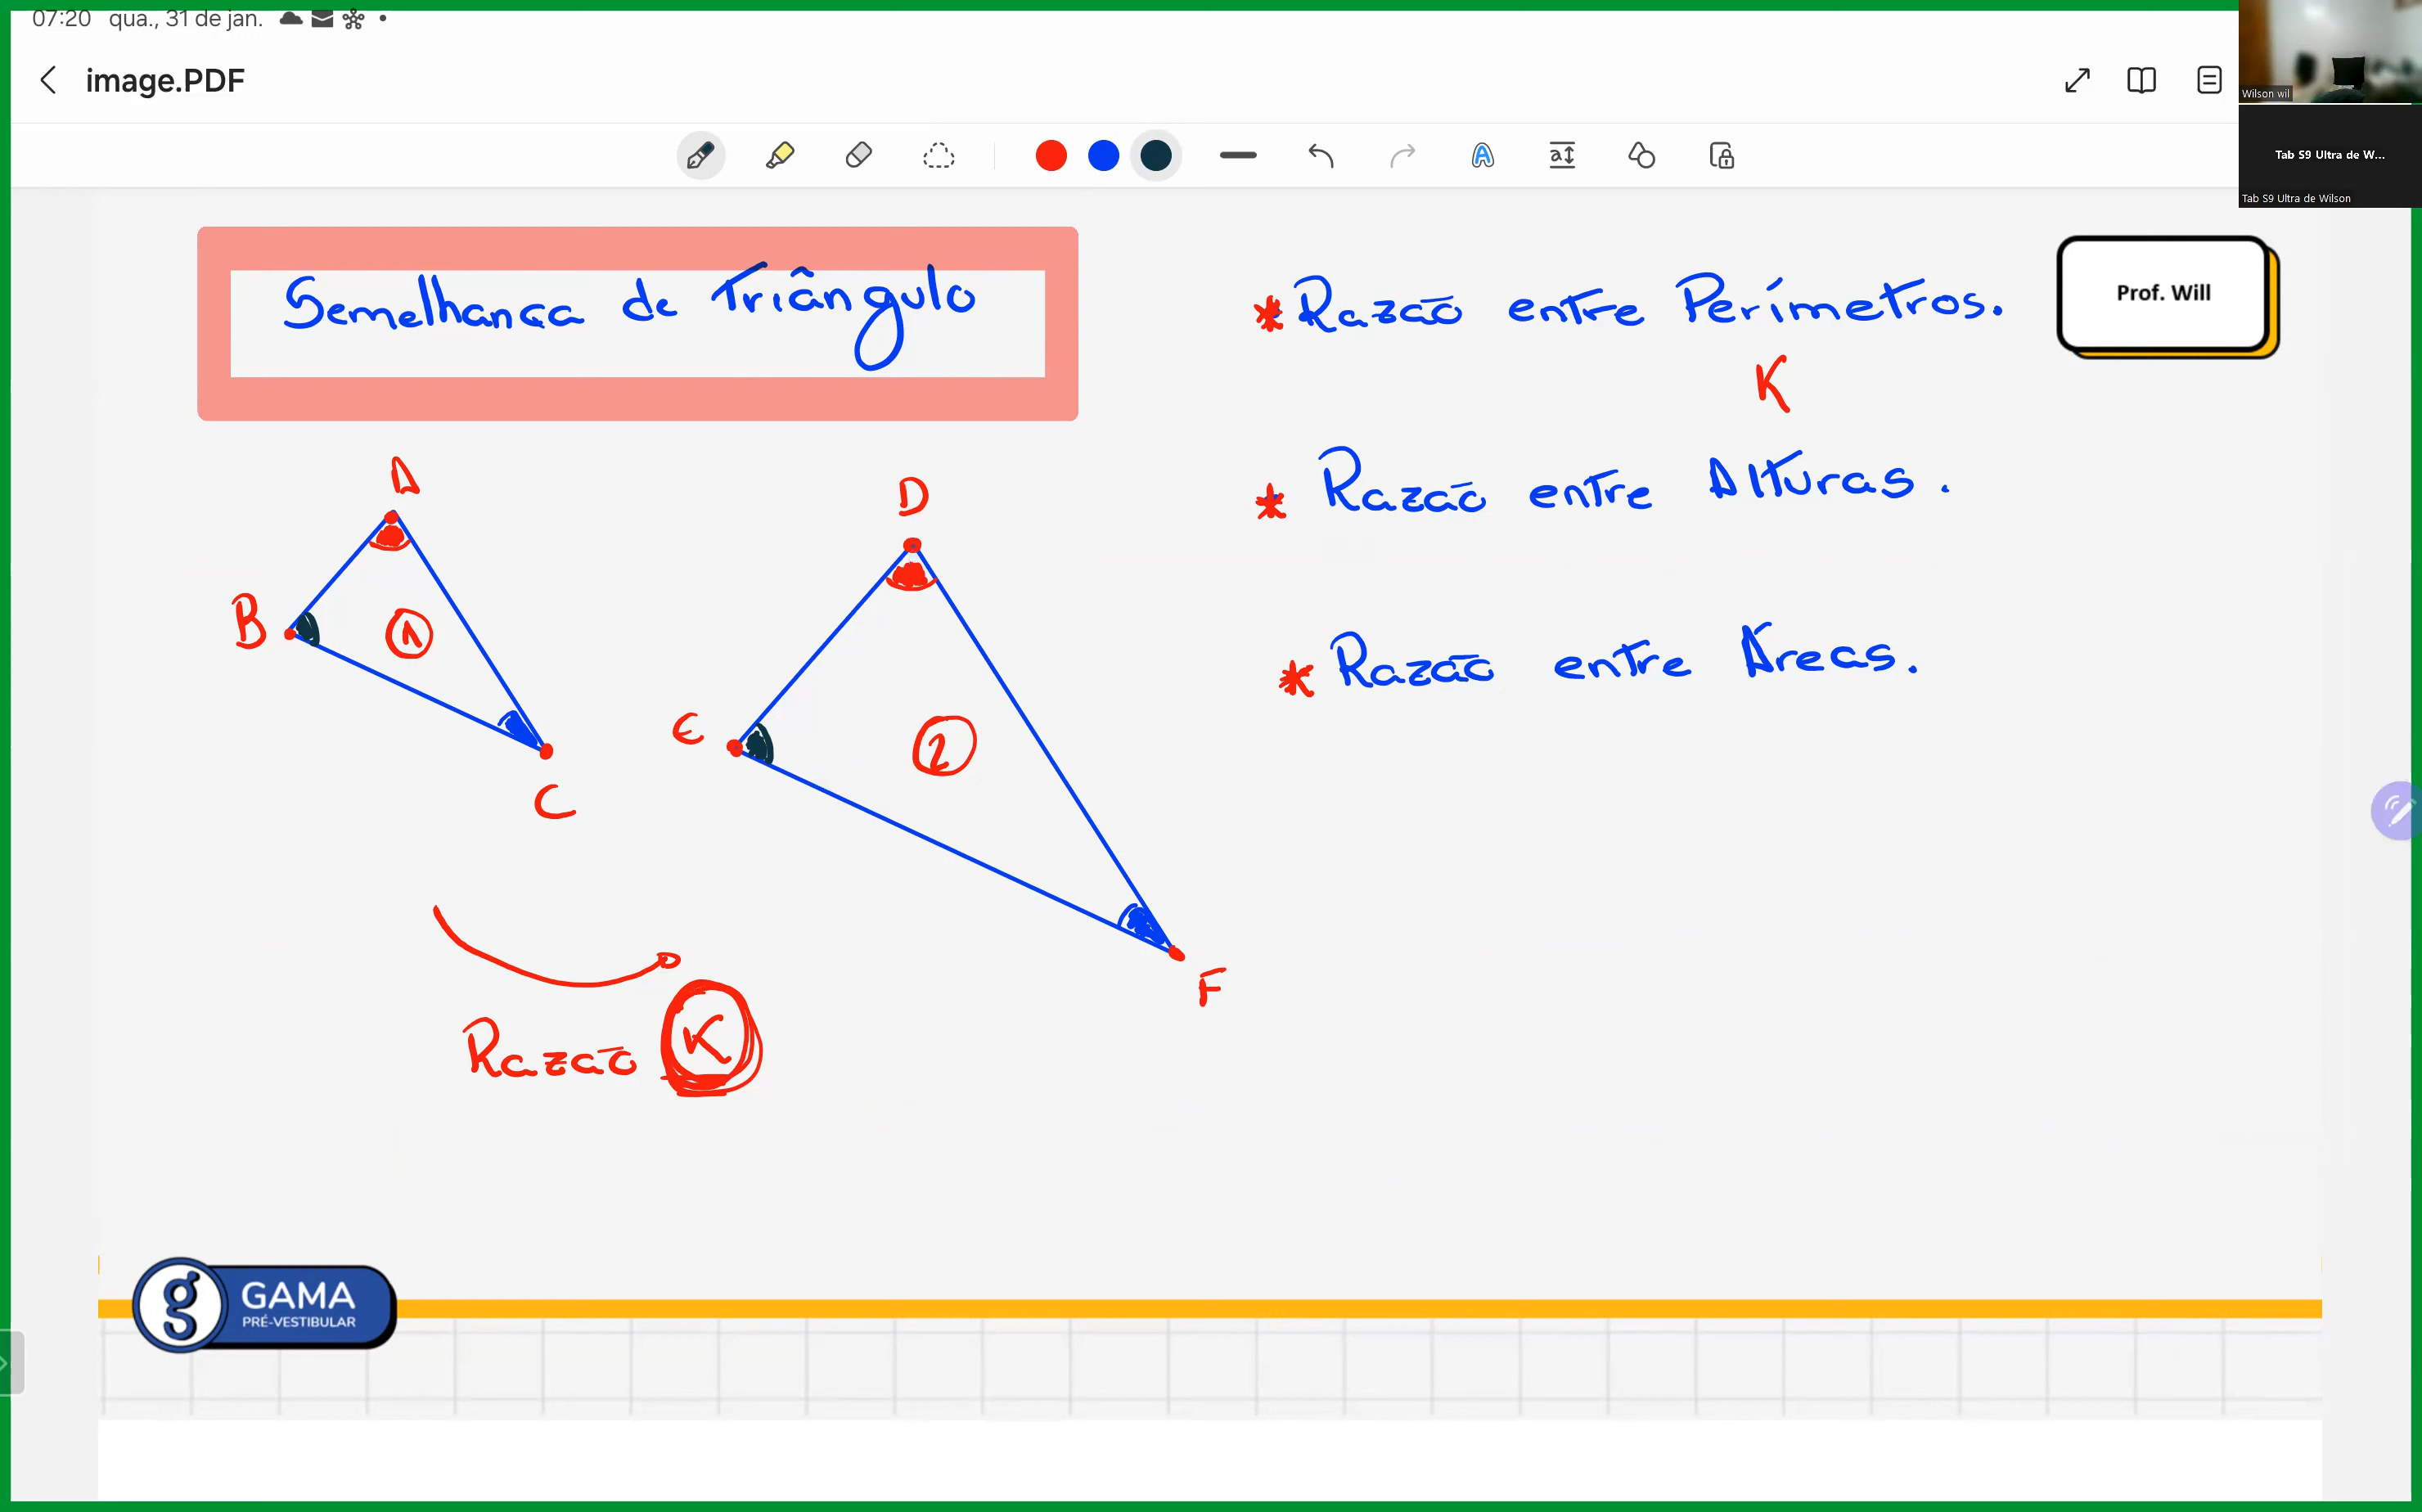 07:20 qua., 31 de jan.
image.PDF
Wilson wil
Tab S9 Ultra de W...
Tab S9 Ultra de Wilson
Semelhanca de Triângulo
* Razão entre Perímetros.
K
Prof. Will
* Razão entre Alturas.
* Razão entre Áreas.
A
B
1
C
D
E
2
F
Razão K
g GAMA
PRÉ-VESTIBULAR